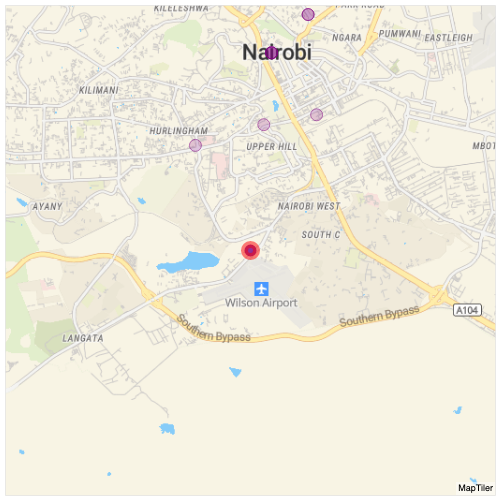 KILELESHWA
PARK ROAD
NGARA
PUMWANI
EASTLEIGH
Nairobi
KILIMANI
HURLINGHAM
UPPER HILL
MBOT
AYANY
NAIROBI WEST
SOUTH C
Wilson Airport
A104
Southern Bypass
Southern Bypass
LANGATA
MapTiler